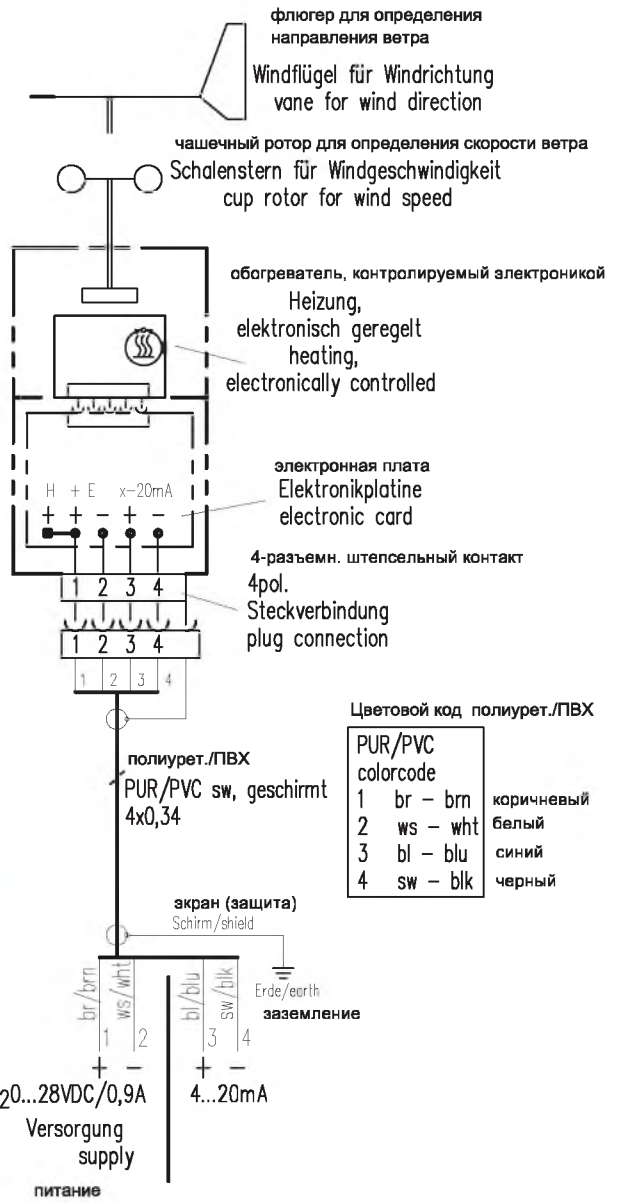 флюгер для определения
направления ветра
Windflügel für Windrichtung
vane for wind direction
чашечный ротор для определения скорости ветра
Schalenstern für Windgeschwindigkeit
cup rotor for wind speed
обогреватель, контролируемый электроникой
Heizung,
elektronisch geregelt
heating,
electronically controlled
H + E x-20mA
+ + - + -
электронная плата
Elektronikplatine
electronic card
4-разъемн. штепсельный контакт
4pol.
Steckverbindung
plug connection
1 2 3 4
1 2 3 4
1 2 3 4
Цветовой код полиурет./ПВХ
PUR/PVC
colorcode
1 br - brn коричневый
2 ws - wht белый
3 bl - blu синий
4 sw - blk черный
полиурет./ПВХ
PUR/PVC sw, geschirmt
4x0,34
экран (защита)
Schirm/shield
Erde/earth
заземление
br/brn ws/wht bl/blu sw/blk
1 2 3 4
+ - + -
20...28VDC/0,9A 4...20mA
Versorgung
supply
питание